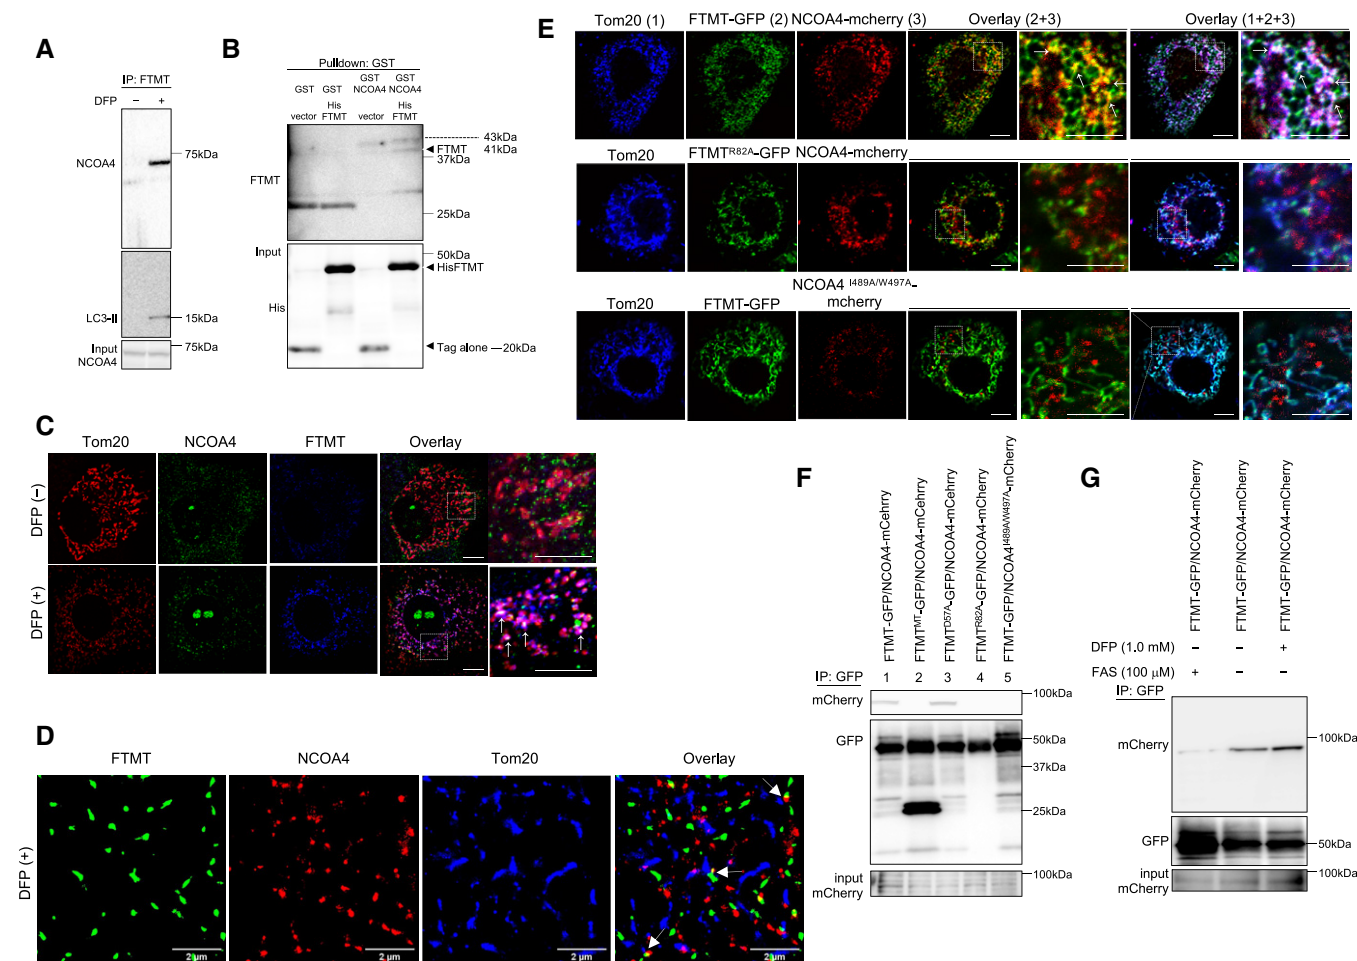 A
IP: FTMT
DFP – +
NCOA4
75kDa
LC3-II
15kDa
Input
NCOA4
75kDa
B
Pulldown: GST
GST GST GST NCOA4 GST NCOA4
vector His FTMT vector His FTMT
43kDa
FTMT 41kDa
37kDa
FTMT
25kDa
Input
50kDa
HisFTMT
His
Tag alone 20kDa
C
Tom20 NCOA4 FTMT Overlay
DFP (–)
DFP (+)
D
FTMT NCOA4 Tom20 Overlay
DFP (+)
2 μm 2 μm 2 μm 2 μm
E
Tom20 (1) FTMT-GFP (2) NCOA4-mcherry (3) Overlay (2+3) Overlay (1+2+3)
Tom20 FTMTR82A-GFP NCOA4-mcherry
Tom20 FTMT-GFP NCOA4 I489A/W497A-mcherry
F
FTMT-GFP/NCOA4-mCehrry
FTMTMT-GFP/NCOA4-mCehrry
FTMTD57A-GFP/NCOA4-mCehrry
FTMTR82A-GFP/NCOA4-mCherry
FTMT-GFP/NCOA4I489A/W497A-mCherry
IP: GFP 1 2 3 4 5
mCherry
100kDa
GFP
50kDa
37kDa
25kDa
input
mCherry
100kDa
G
FTMT-GFP/NCOA4-mCherry
FTMT-GFP/NCOA4-mCherry
FTMT-GFP/NCOA4-mCherry
DFP (1.0 mM) – – +
FAS (100 μM) + – –
IP: GFP
mCherry
100kDa
GFP
50kDa
input
mCherry
100kDa